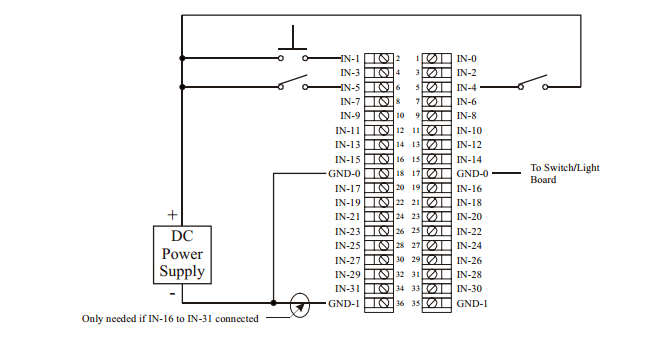 IN-1 2 1 IN-0
IN-3 4 3 IN-2
IN-5 6 5 IN-4
IN-7 8 7 IN-6
IN-9 10 9 IN-8
IN-11 12 11 IN-10
IN-13 14 13 IN-12
IN-15 16 15 IN-14
GND-0 18 17 GND-0 To Switch/Light
Board
IN-17 20 19 IN-16
IN-19 22 21 IN-18
IN-21 24 23 IN-20
IN-23 26 25 IN-22
IN-25 28 27 IN-24
IN-27 30 29 IN-26
IN-29 32 31 IN-28
IN-31 34 33 IN-30
GND-1 36 35 GND-1
+
DC
Power
Supply
-
Only needed if IN-16 to IN-31 connected